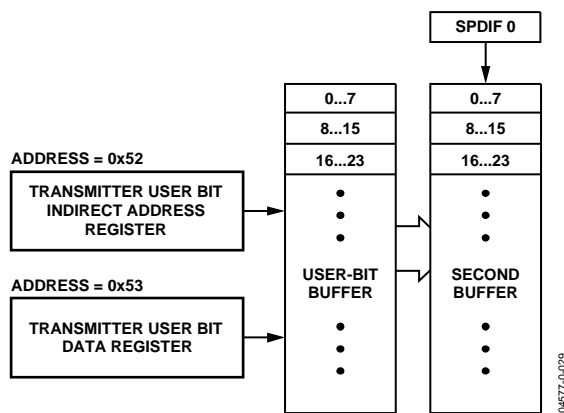 SPDIF 0
0...7
8...15
16...23
0...7
8...15
16...23
ADDRESS = 0x52
TRANSMITTER USER BIT
INDIRECT ADDRESS
REGISTER
USER-BIT
BUFFER
SECOND
BUFFER
ADDRESS = 0x53
TRANSMITTER USER BIT
DATA REGISTER
04577-0-029